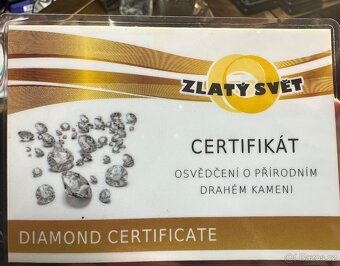 ZLATÝ SVĚT
CERTIFIKÁT
OSVĚDČENÍ O PŘÍRODNÍM
DRAHÉM KAMENI
DIAMOND CERTIFICATE